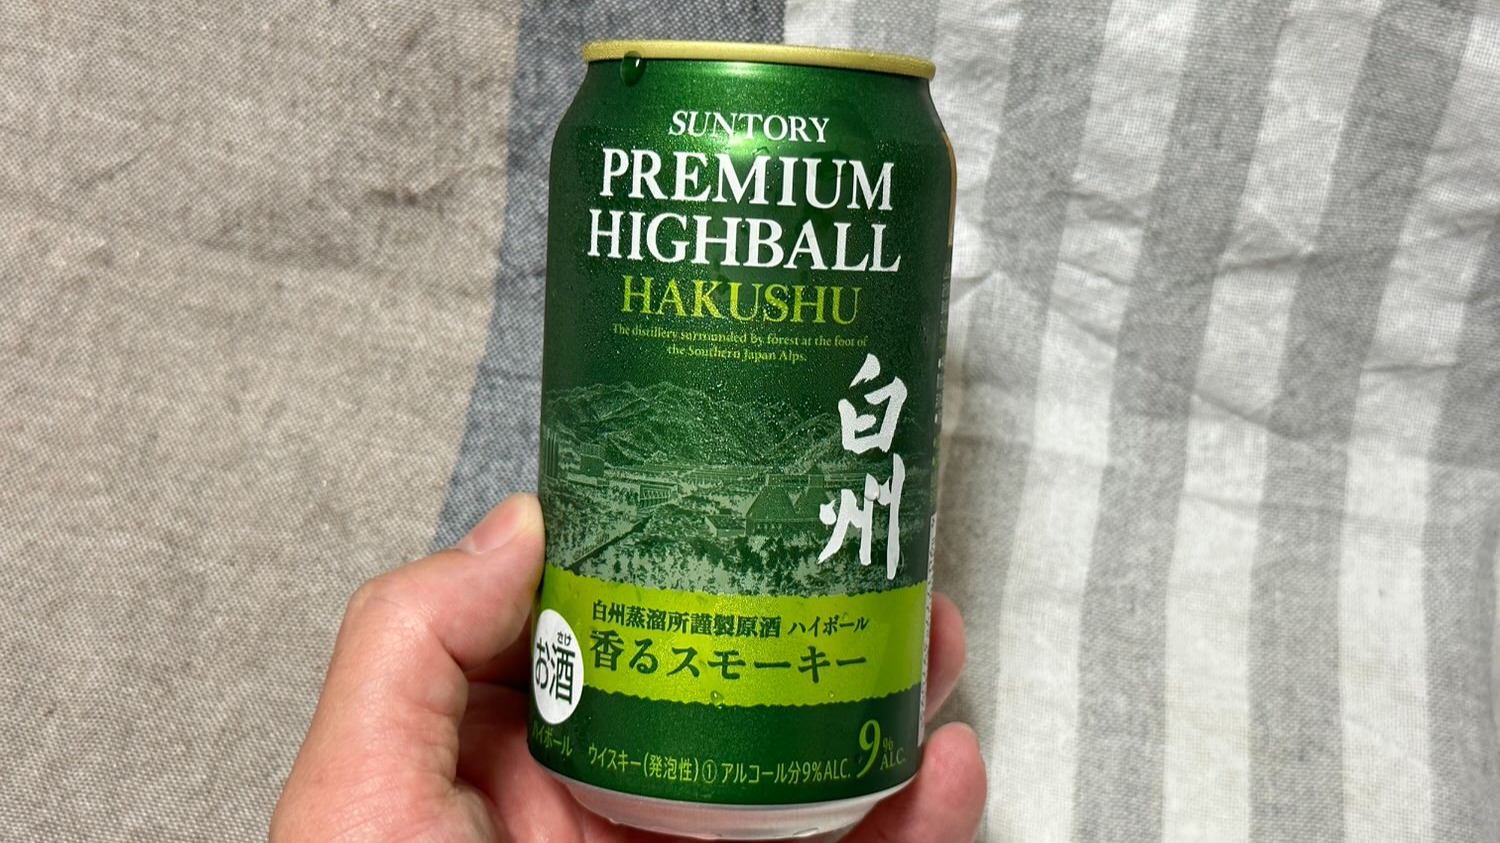 SUNTORY
PREMIUM
HIGHBALL
HAKUSHU
The distillery surrounded by forest at the foot of
the Southern Japan Alps.
白州
白州蒸溜所謹製原酒 ハイボール
香るスモーキー
さけ
お酒
ハイボール
ウイスキー(発泡性)① アルコール分9%ALC.
9%
ALC.